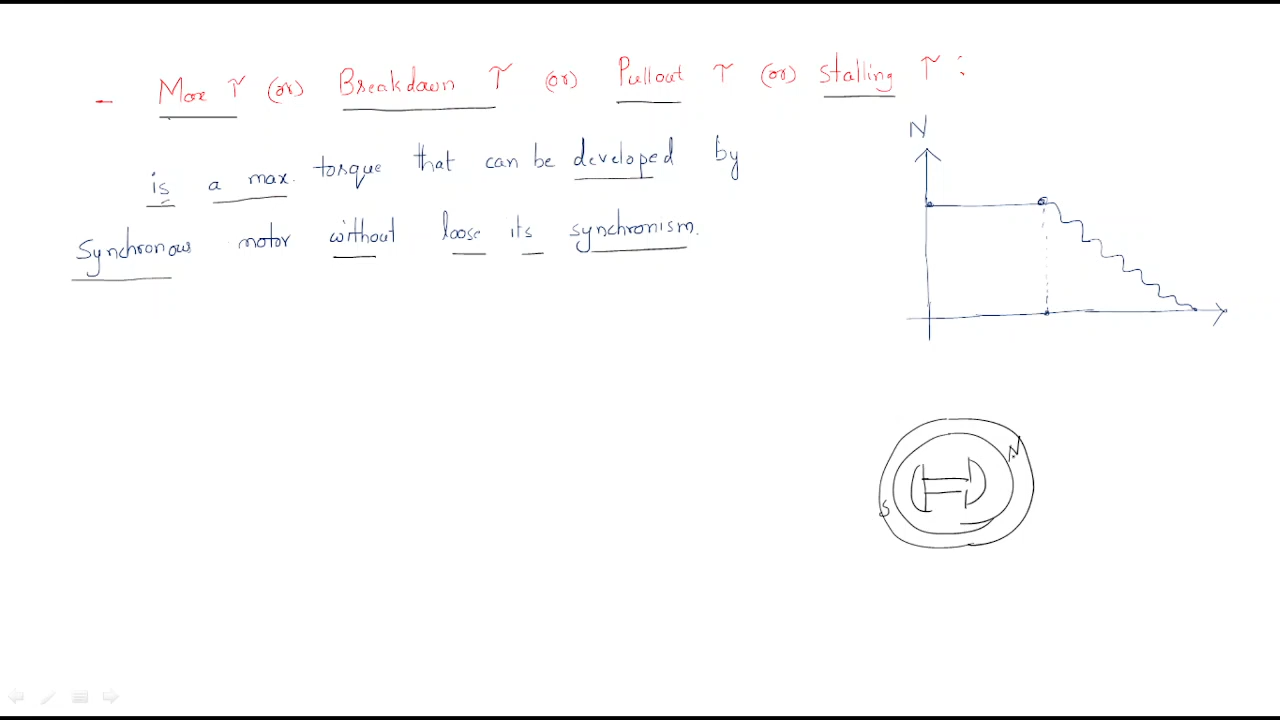 - Max τ (or) Breakdown τ (or) Pullout τ (or) Stalling τ :
is a max. torque that can be developed by
Synchronous motor without loose its synchronism.
N
N
S